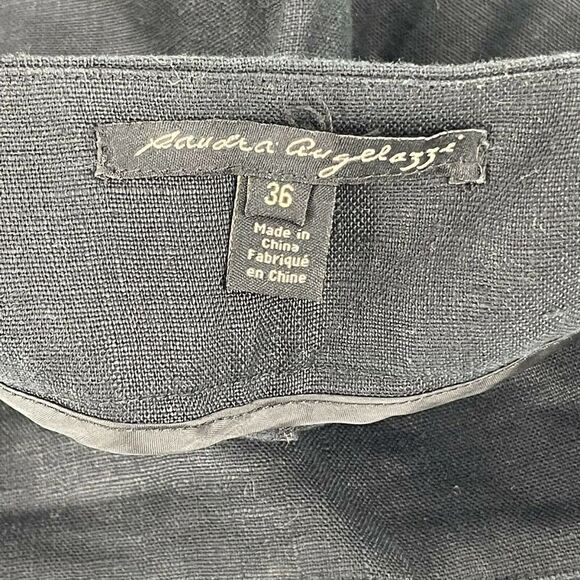 Sandra Angelozzi
36
Made in
China
Fabriqué
en Chine